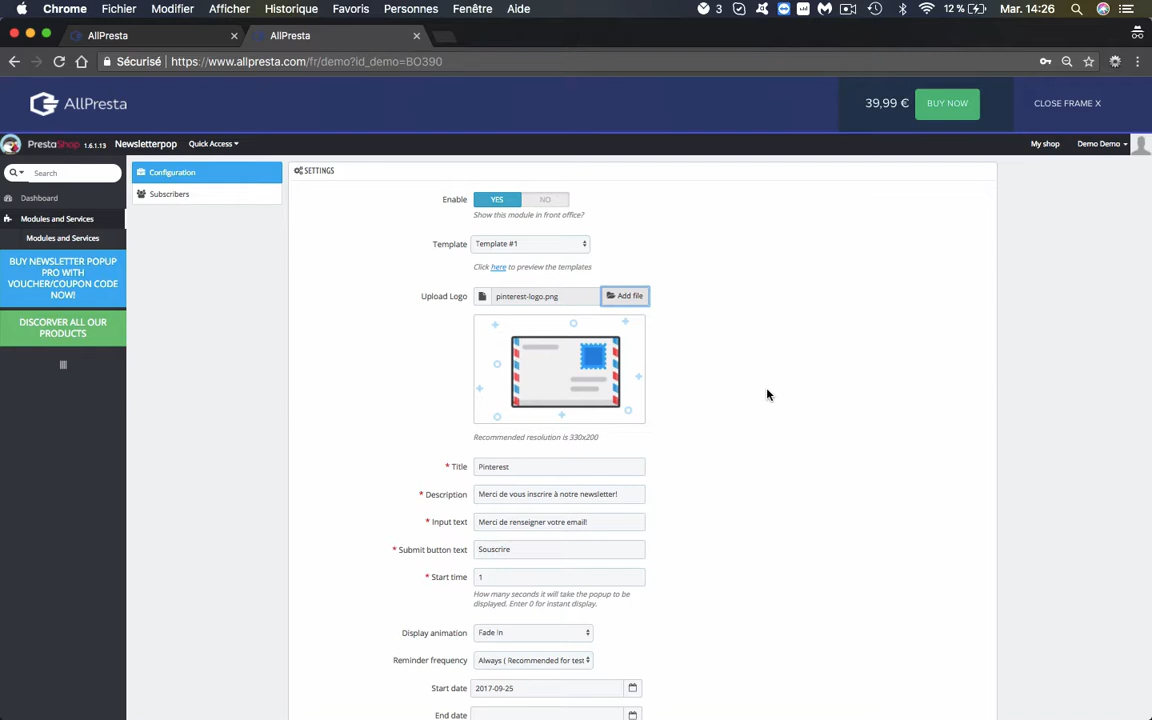 Chrome Fichier Modifier Afficher Historique Favoris Personnes Fenêtre Aide 3 12 % Mar. 14:26
AllPresta AllPresta
Sécurisé https://www.allpresta.com/fr/demo?id_demo=BO390
AllPresta 39,99 € BUY NOW CLOSE FRAME X
PrestaShop 1.6.1.13 Newsletterpop Quick Access My shop Demo Demo
Search
Configuration
SETTINGS
Subscribers
Dashboard
Modules and Services
Modules and Services
BUY NEWSLETTER POPUP
PRO WITH
VOUCHER/COUPON CODE
NOW!
DISCORVER ALL OUR
PRODUCTS
Enable YES NO
Show this module in front office?
Template Template #1
Click here to preview the templates
Upload Logo pinterest-logo.png Add file
Recommended resolution is 330x200
* Title Pinterest
* Description Merci de vous inscrire à notre newsletter!
* Input text Merci de renseigner votre email!
* Submit button text Souscrire
* Start time 1
How many seconds it will take the popup to be
displayed. Enter 0 for instant display.
Display animation Fade In
Reminder frequency Always ( Recommended for test
Start date 2017-09-25
End date